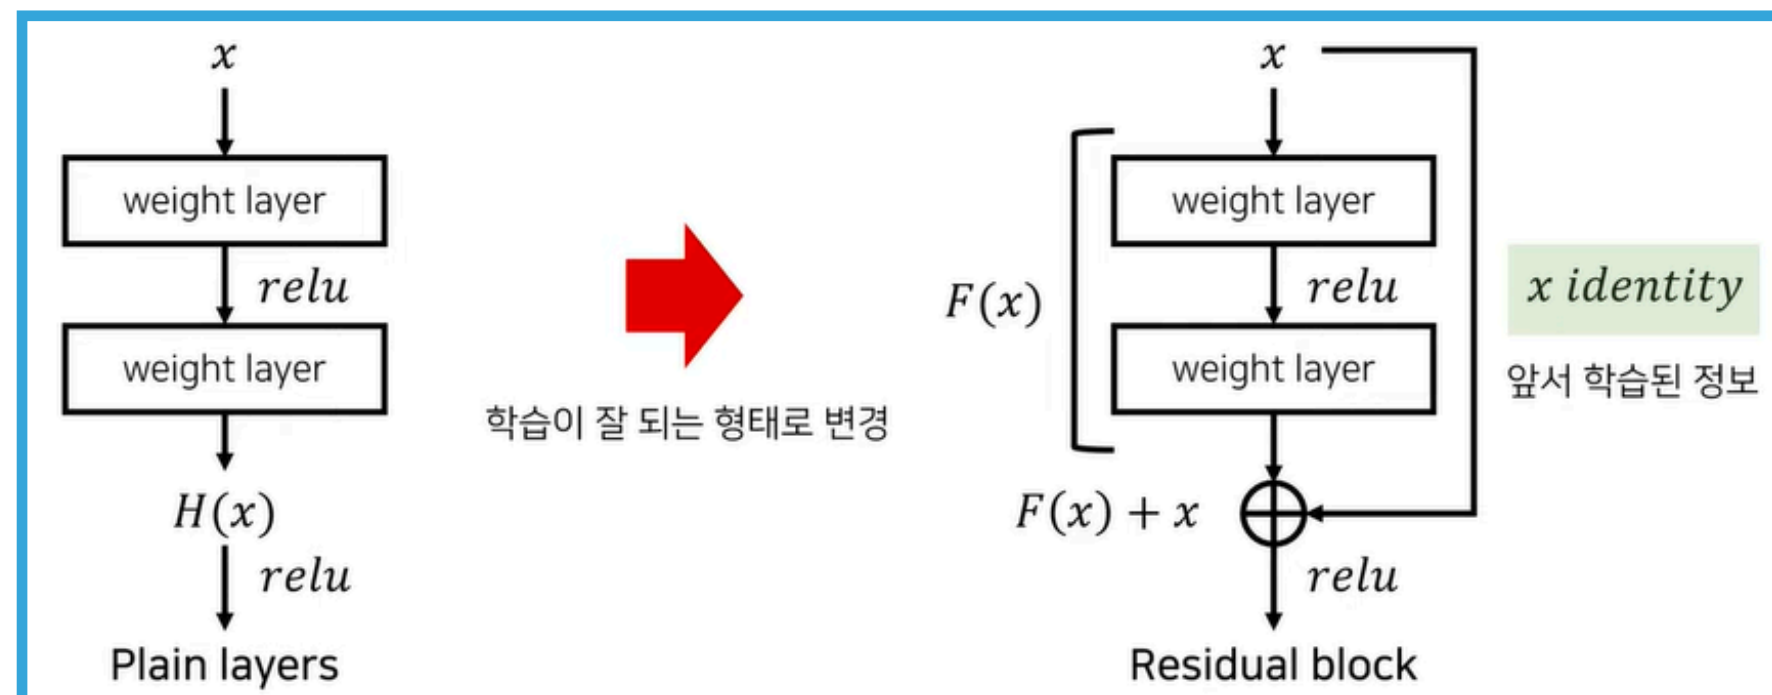 x
weight layer
relu
weight layer
H(x)
relu
Plain layers
학습이 잘 되는 형태로 변경
x
weight layer
F(x)
relu
weight layer
F(x) + x
relu
Residual block
x identity
앞서 학습된 정보